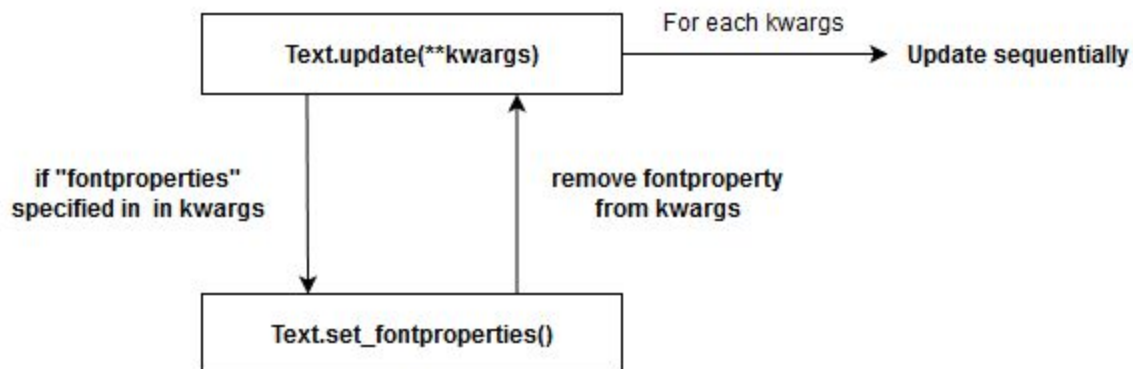 For each kwargs
Text.update(**kwargs)
Update sequentially
if "fontproperties"
specified in in kwargs
remove fontproperty
from kwargs
Text.set_fontproperties()